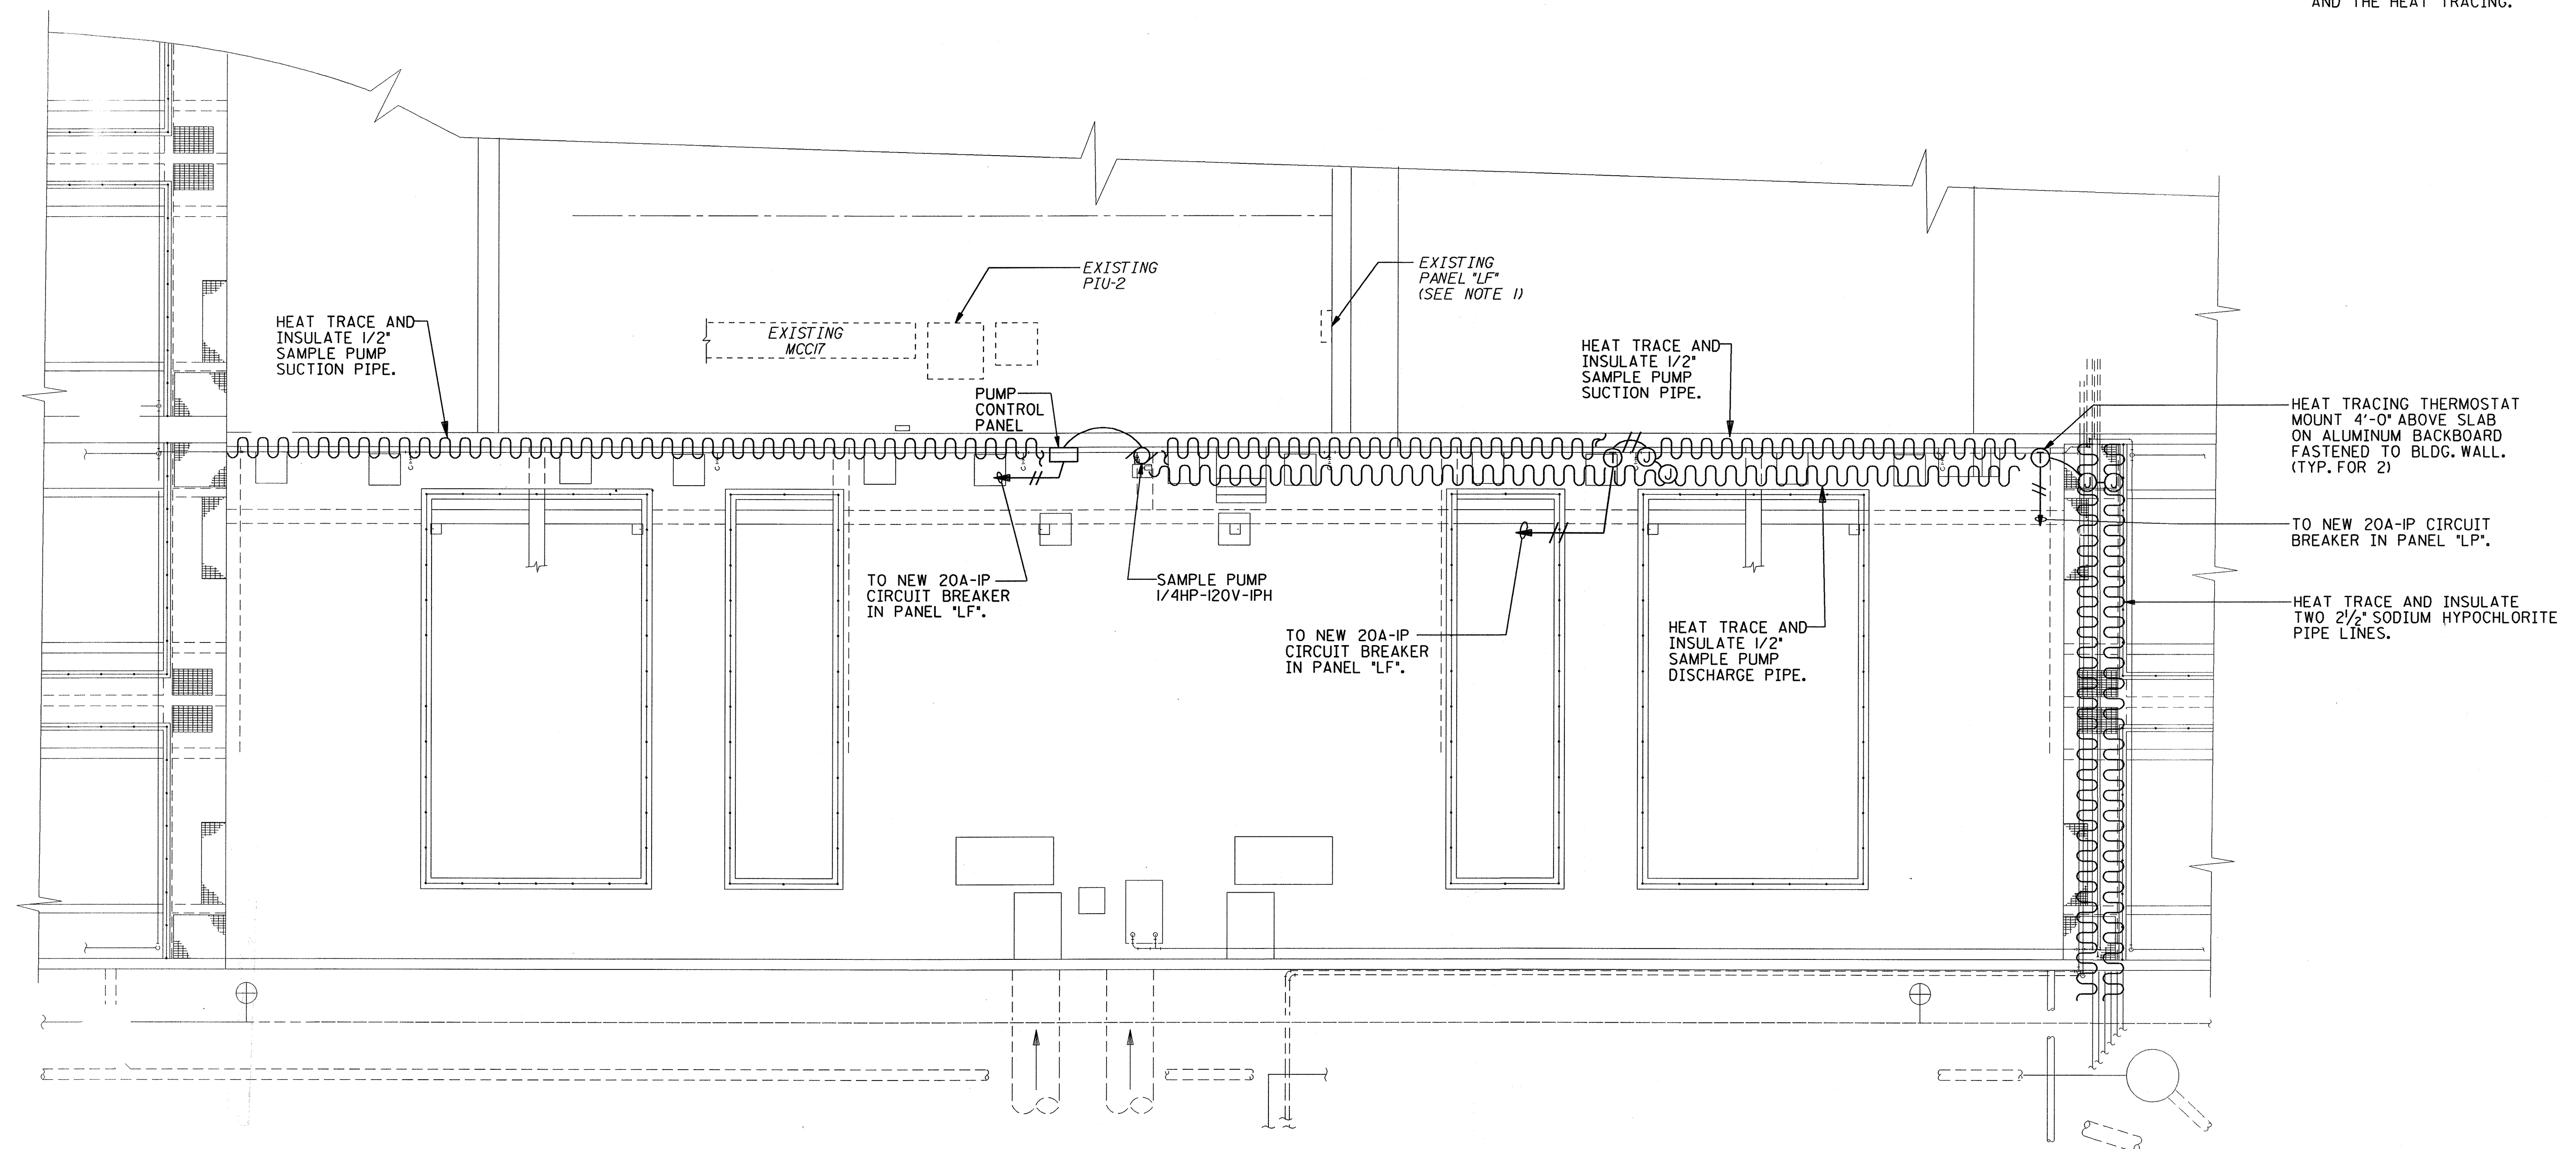 AND THE HEAT TRACING.
EXISTING
PIU-2
EXISTING
PANEL "LF"
(SEE NOTE 1)
HEAT TRACE AND
INSULATE 1/2"
SAMPLE PUMP
SUCTION PIPE.
EXISTING
MCC17
HEAT TRACE AND
INSULATE 1/2"
SAMPLE PUMP
SUCTION PIPE.
PUMP
CONTROL
PANEL
HEAT TRACING THERMOSTAT
MOUNT 4'-0" ABOVE SLAB
ON ALUMINUM BACKBOARD
FASTENED TO BLDG. WALL.
(TYP. FOR 2)
T
J
J
T
J
J
TO NEW 20A-1P CIRCUIT
BREAKER IN PANEL "LP".
TO NEW 20A-1P
CIRCUIT BREAKER
IN PANEL "LF".
SAMPLE PUMP
1/4HP-120V-1PH
HEAT TRACE AND INSULATE
TWO 2 1/2" SODIUM HYPOCHLORITE
PIPE LINES.
TO NEW 20A-1P
CIRCUIT BREAKER
IN PANEL "LF".
HEAT TRACE AND
INSULATE 1/2"
SAMPLE PUMP
DISCHARGE PIPE.